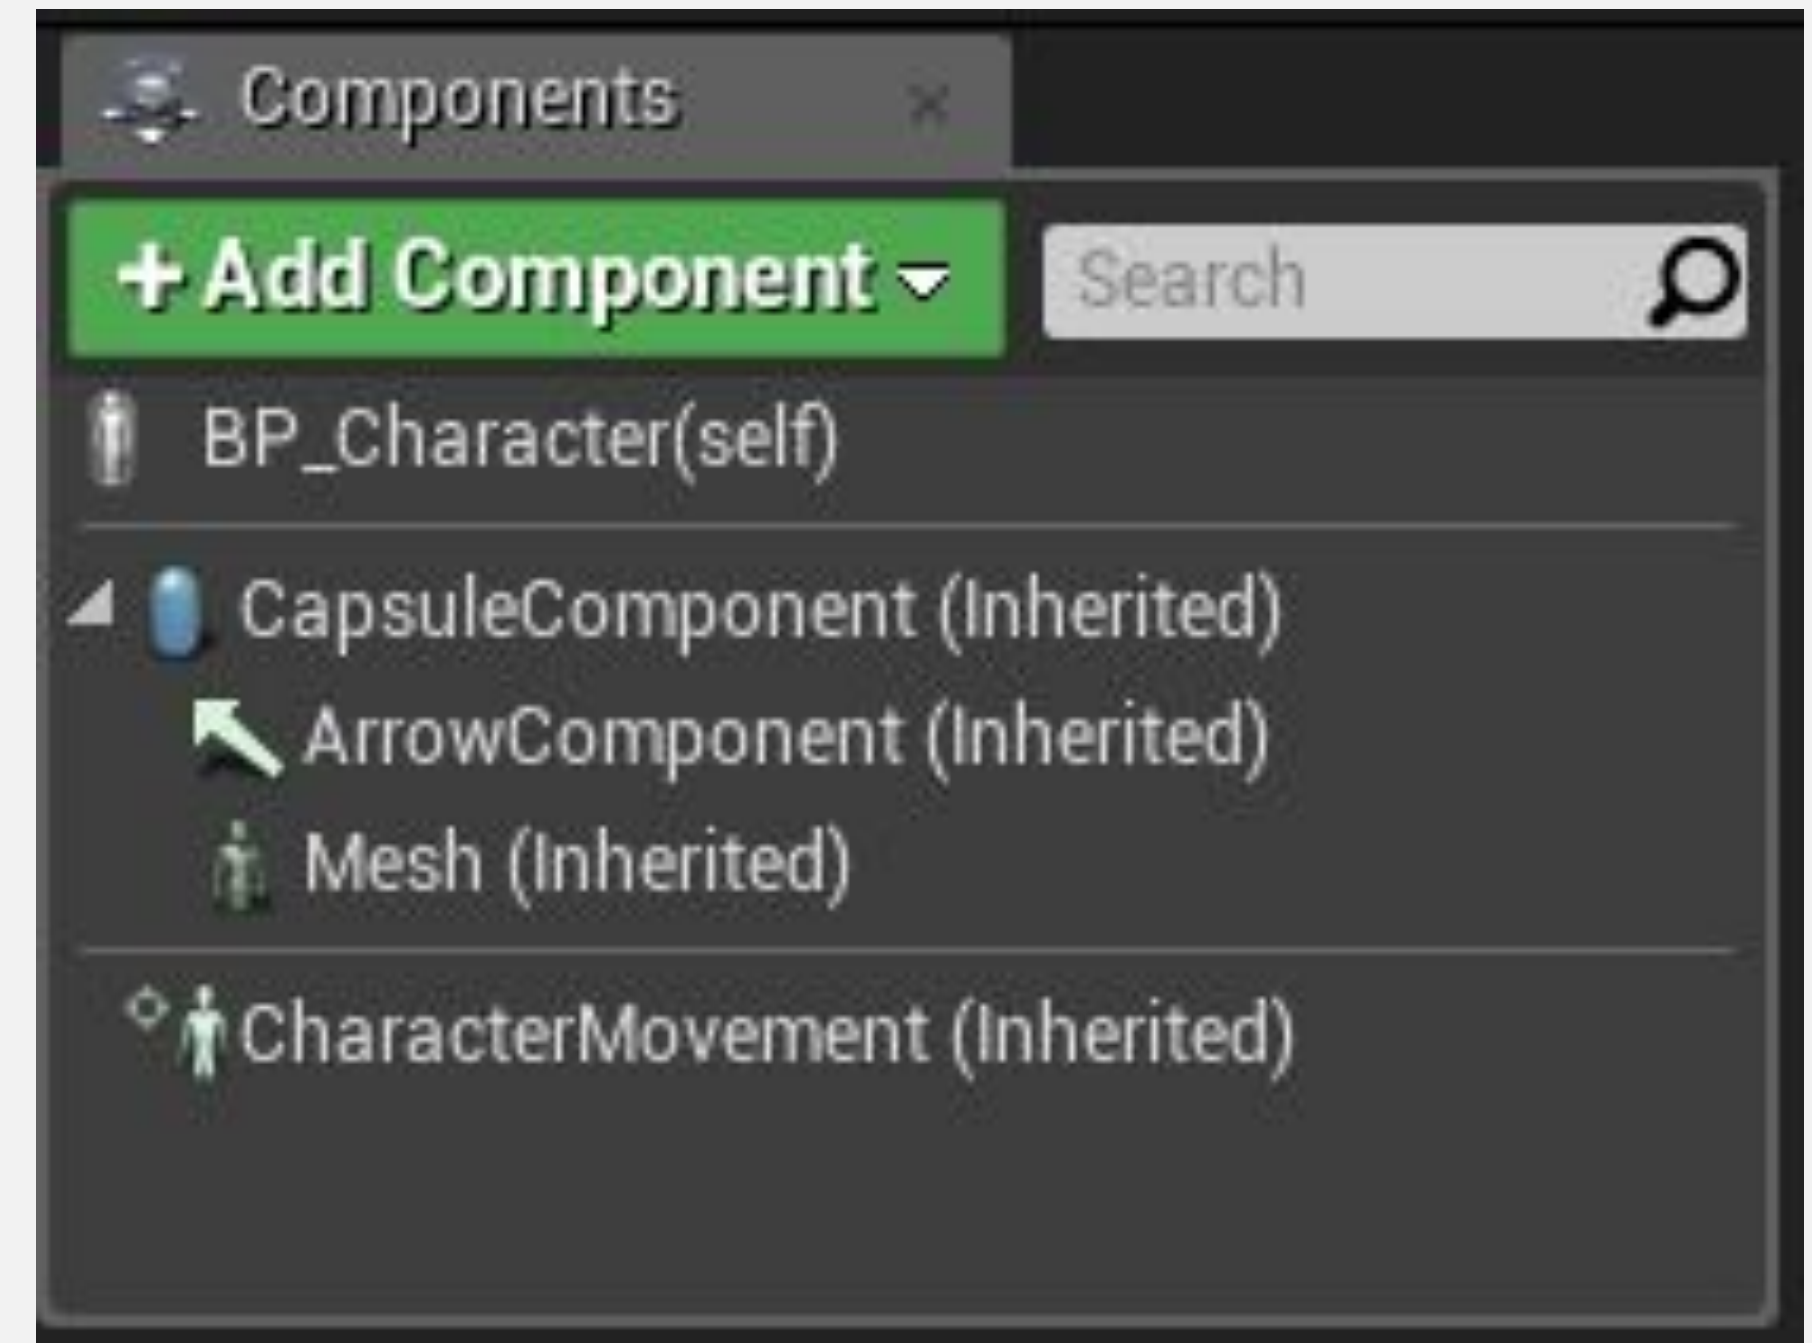 Components
+ Add Component
Search
BP_Character(self)
CapsuleComponent (Inherited)
ArrowComponent (Inherited)
Mesh (Inherited)
CharacterMovement (Inherited)